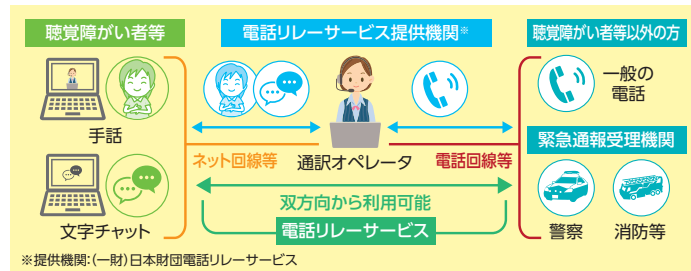 聴覚障がい者等
電話リレーサービス提供機関※
聴覚障がい者等以外の方
手話
文字チャット
ネット回線等
通訳オペレータ
電話回線等
一般の
電話
緊急通報受理機関
警察
消防等
双方向から利用可能
電話リレーサービス
※提供機関:(一財)日本財団電話リレーサービス